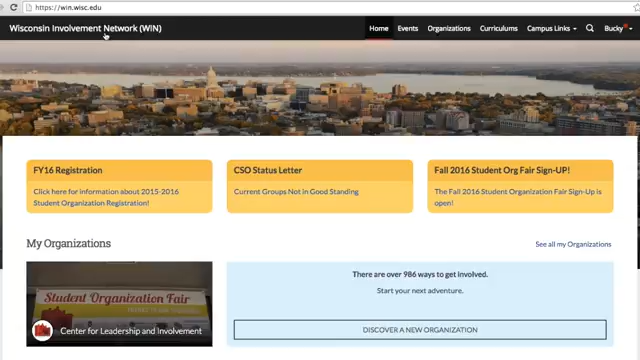 https://win.wisc.edu
Wisconsin Involvement Network (WIN)
Home
Events
Organizations
Curriculums
Campus Links
Bucky
FY16 Registration
Click here for information about 2015-2016
Student Organization Registration!
CSO Status Letter
Current Groups Not in Good Standing
Fall 2016 Student Org Fair Sign-UP!
The Fall 2016 Student Organization Fair Sign-Up is
open!
My Organizations
See all my Organizations
Student Organization Fair
Center for Leadership and Involvement
There are over 986 ways to get involved.
Start your next adventure.
DISCOVER A NEW ORGANIZATION